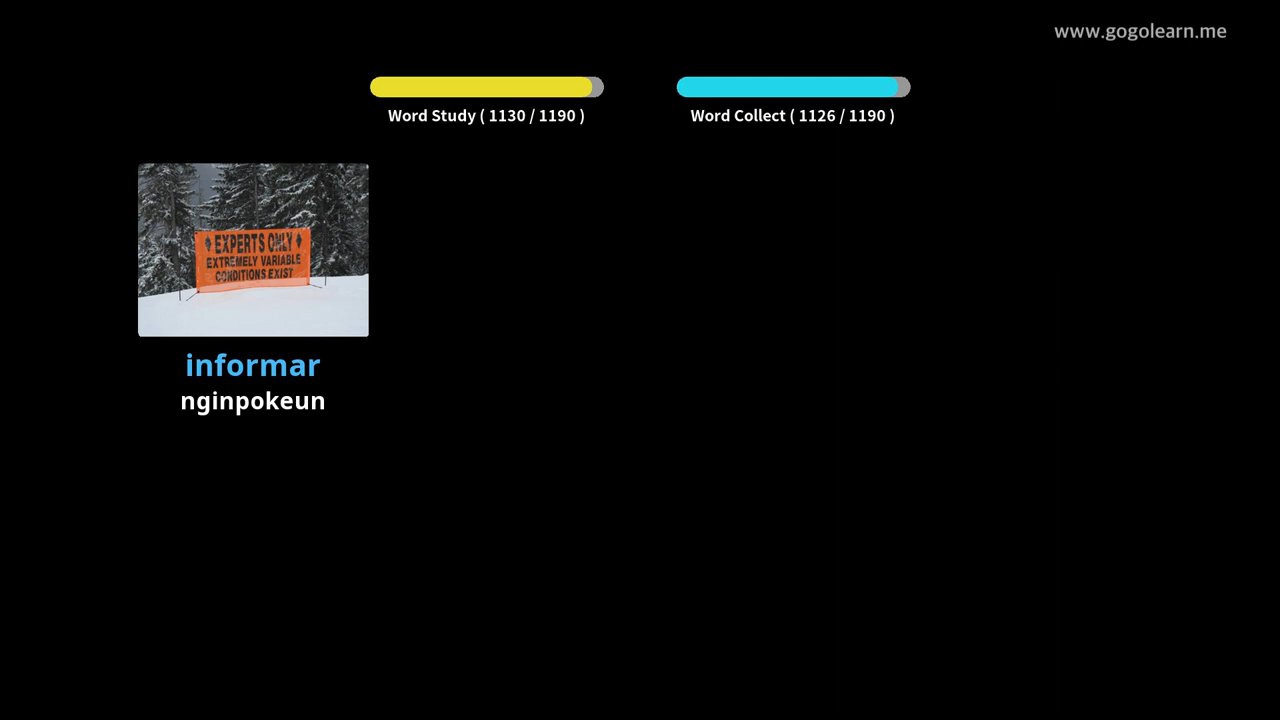 www.gogolearn.me
Word Study ( 1130 / 1190 )
Word Collect ( 1126 / 1190 )
EXPERTS ONLY
EXTREMELY VARIABLE
CONDITIONS EXIST
informar
nginpokeun